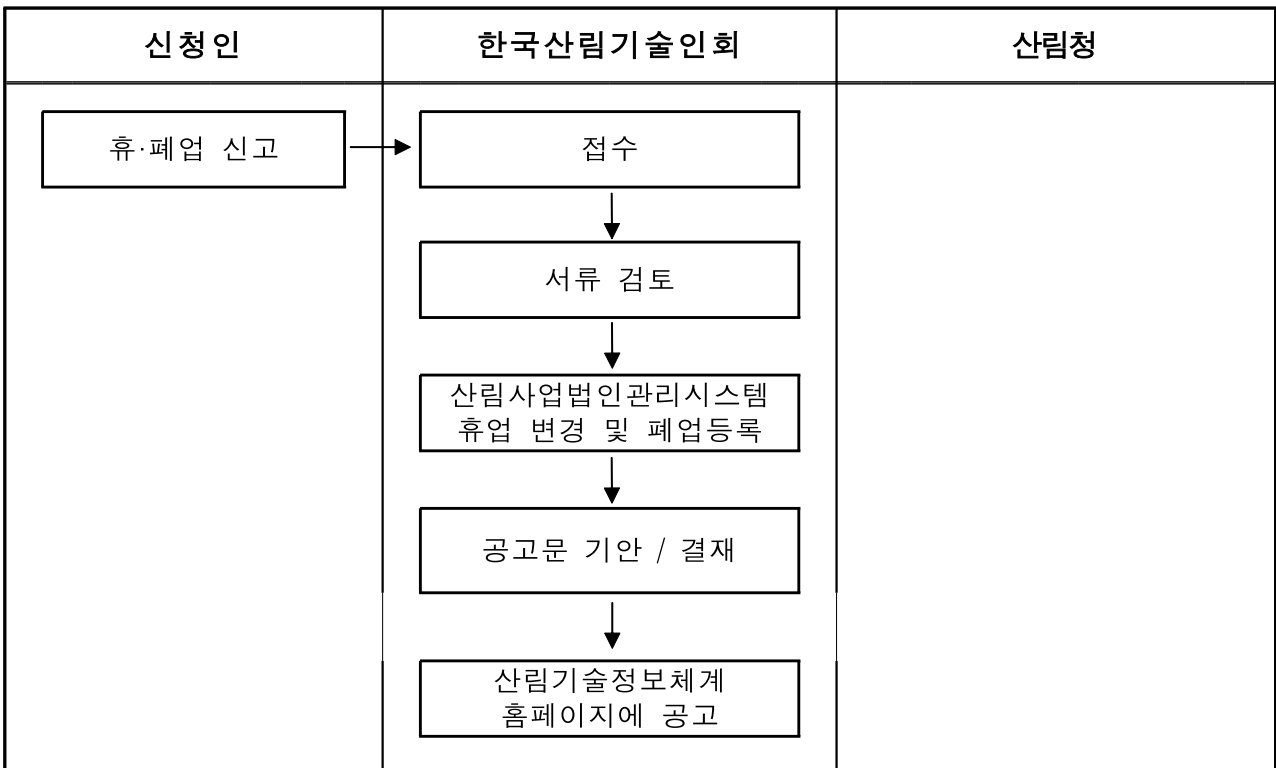 신청인
한국산림기술인회
산림청
휴·폐업 신고
접수
서류 검토
산림사업법인관리시스템
휴업 변경 및 폐업등록
공고문 기안 / 결재
산림기술정보체계
홈페이지에 공고